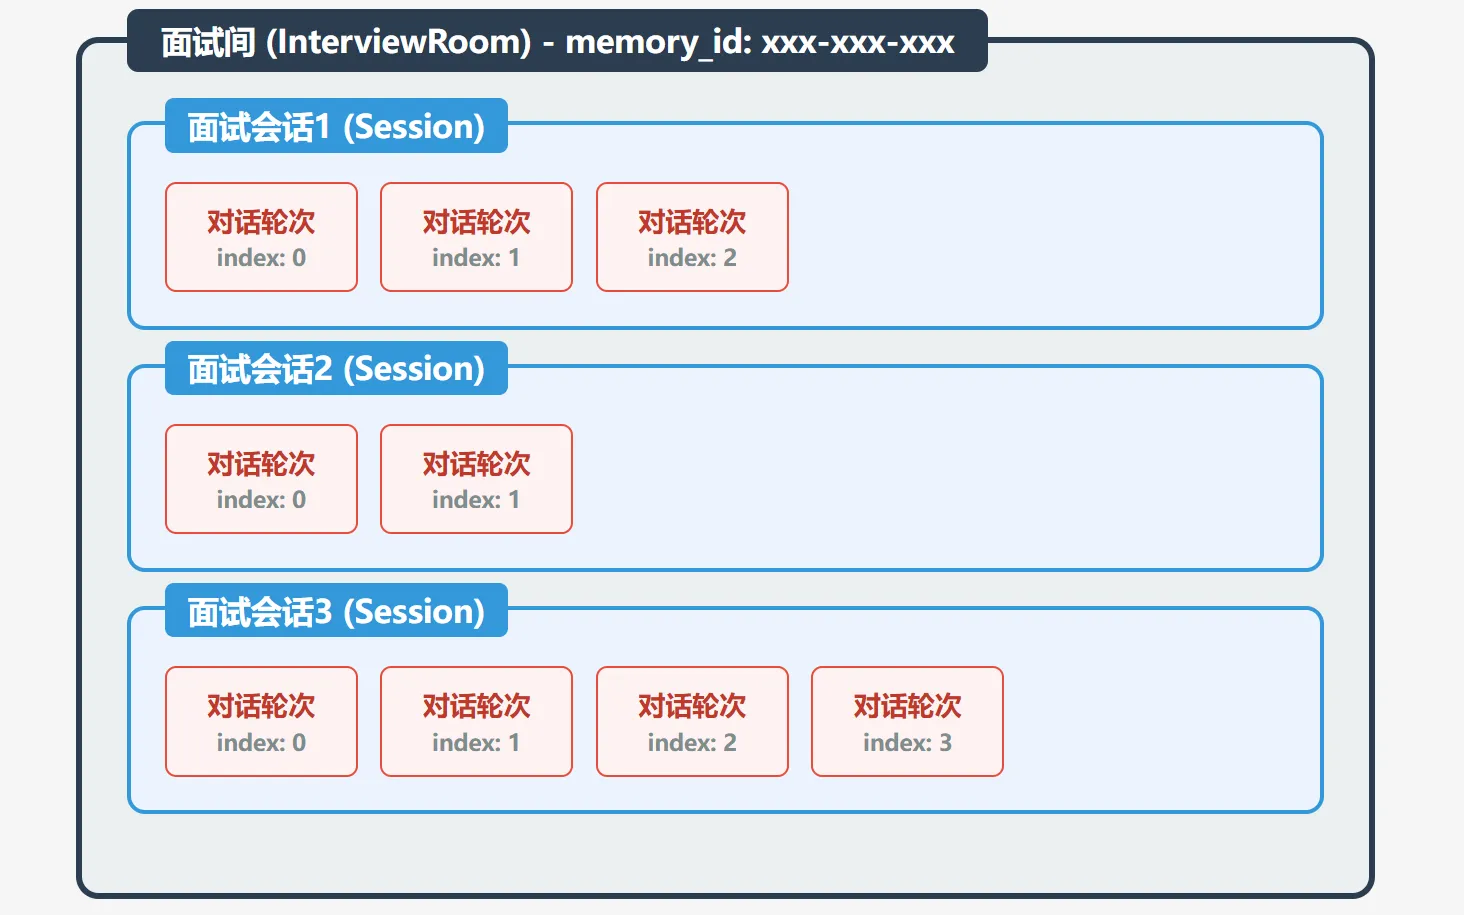 面试间 (InterviewRoom) - memory_id: xxx-xxx-xxx
面试会话1 (Session)
对话轮次
index: 0
对话轮次
index: 1
对话轮次
index: 2
面试会话2 (Session)
对话轮次
index: 0
对话轮次
index: 1
面试会话3 (Session)
对话轮次
index: 0
对话轮次
index: 1
对话轮次
index: 2
对话轮次
index: 3